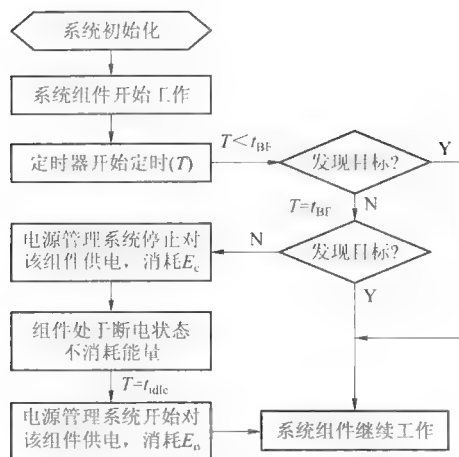 系统初始化
系统组件开始工作
定时器开始定时(T)
T<t_BF
发现目标?
Y
T=t_BF
N
电源管理系统停止对
该组件供电，消耗E_c
N
发现目标?
Y
组件处于断电状态
不消耗能量
T=t_idle
电源管理系统开始对
该组件供电，消耗E_n
系统组件继续工作